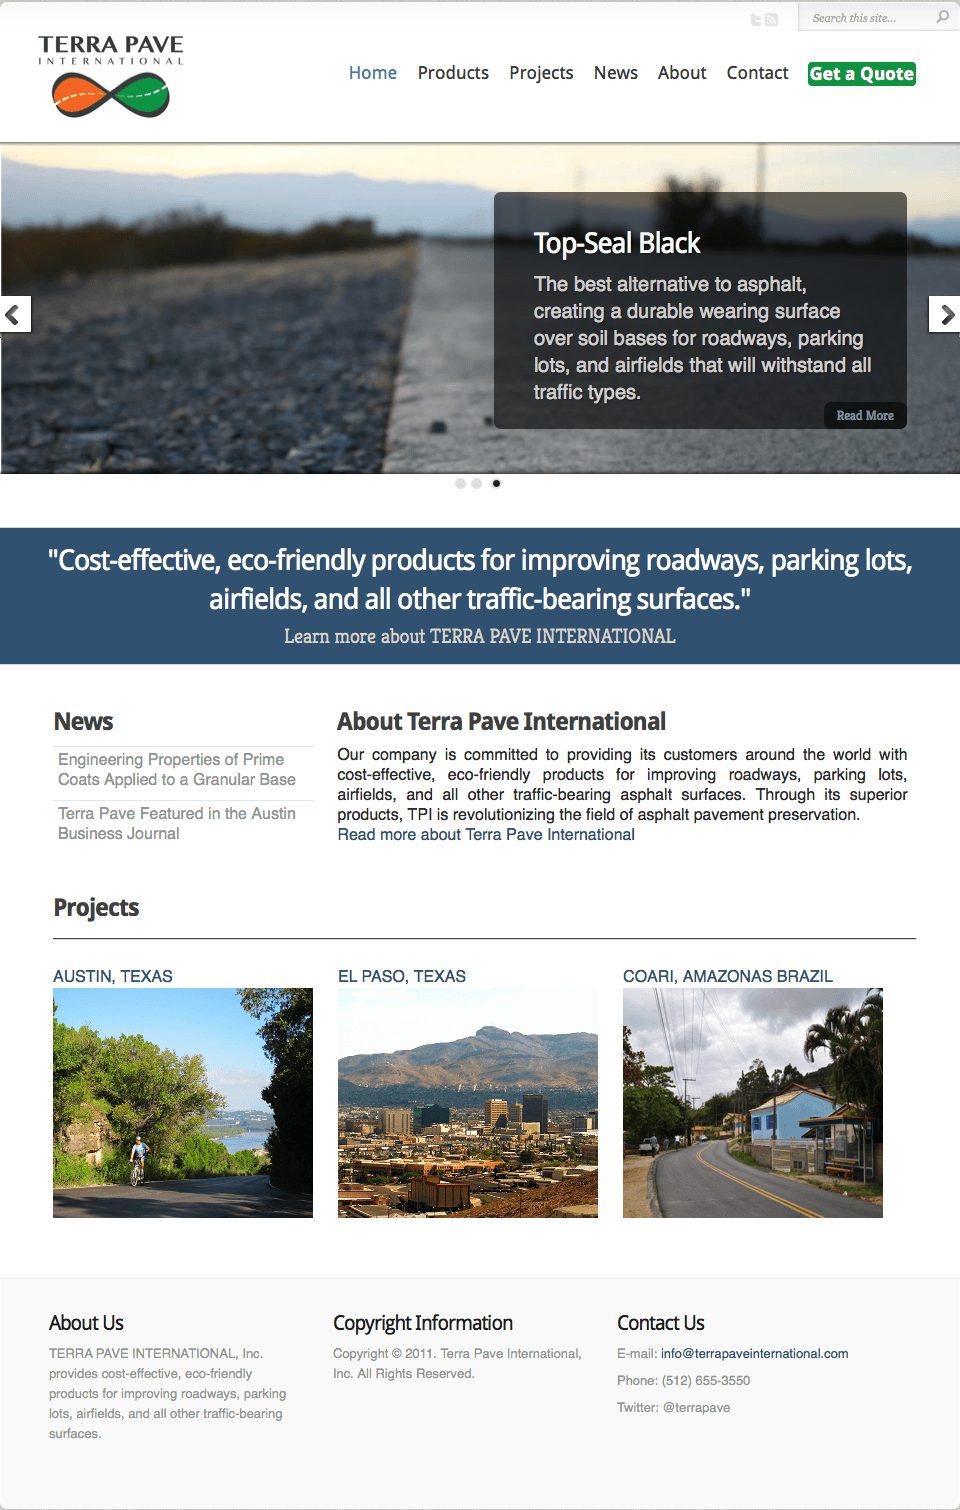 Search this site...
TERRA PAVE
INTERNATIONAL
Home Products Projects News About Contact Get a Quote
Top-Seal Black
The best alternative to asphalt,
creating a durable wearing surface
over soil bases for roadways, parking
lots, and airfields that will withstand all
traffic types.
Read More
"Cost-effective, eco-friendly products for improving roadways, parking lots,
airfields, and all other traffic-bearing surfaces."
Learn more about TERRA PAVE INTERNATIONAL
News
Engineering Properties of Prime
Coats Applied to a Granular Base
Terra Pave Featured in the Austin
Business Journal
About Terra Pave International
Our company is committed to providing its customers around the world with
cost-effective, eco-friendly products for improving roadways, parking lots,
airfields, and all other traffic-bearing asphalt surfaces. Through its superior
products, TPI is revolutionizing the field of asphalt pavement preservation.
Read more about Terra Pave International
Projects
AUSTIN, TEXAS
EL PASO, TEXAS
COARI, AMAZONAS BRAZIL
About Us
TERRA PAVE INTERNATIONAL, Inc.
provides cost-effective, eco-friendly
products for improving roadways, parking
lots, airfields, and all other traffic-bearing
surfaces.
Copyright Information
Copyright © 2011. Terra Pave International,
Inc. All Rights Reserved.
Contact Us
E-mail: info@terrapaveinternational.com
Phone: (512) 655-3550
Twitter: @terrapave